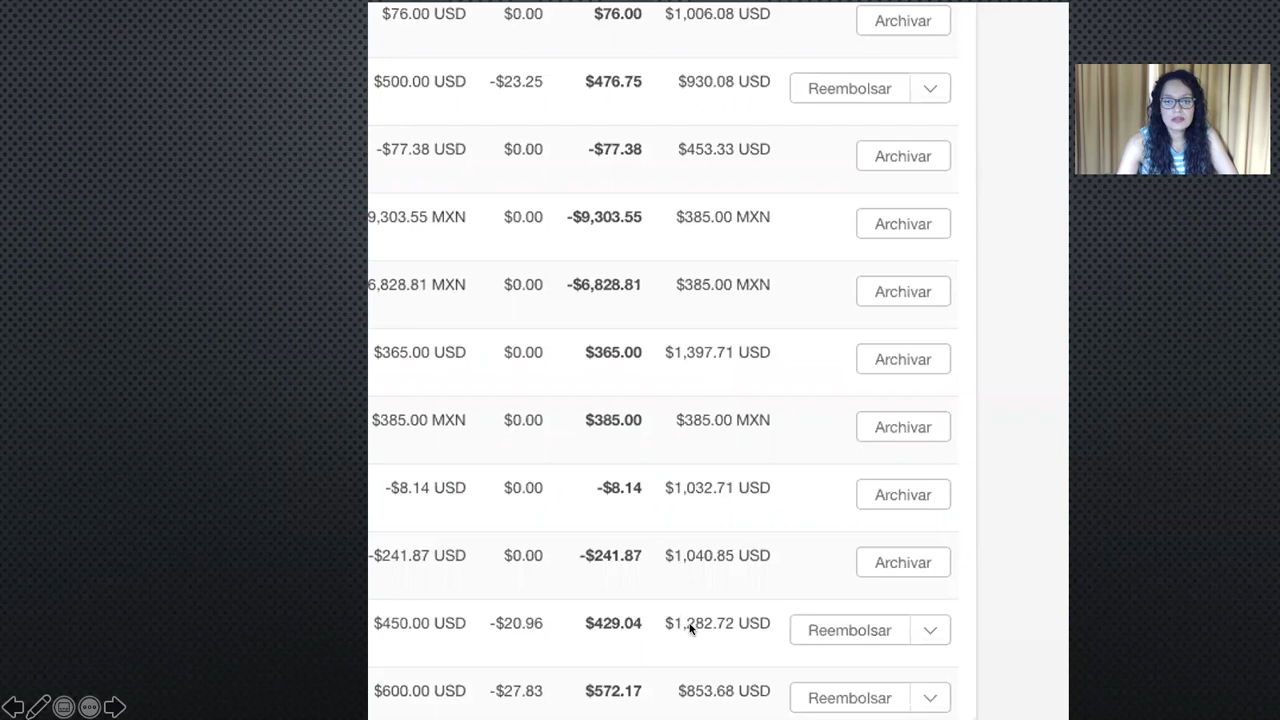 $76.00 USD $0.00 $76.00 $1,006.08 USD Archivar
$500.00 USD -$23.25 $476.75 $930.08 USD Reembolsar
-$77.38 USD $0.00 -$77.38 $453.33 USD Archivar
9,303.55 MXN $0.00 -$9,303.55 $385.00 MXN Archivar
6,828.81 MXN $0.00 -$6,828.81 $385.00 MXN Archivar
$365.00 USD $0.00 $365.00 $1,397.71 USD Archivar
$385.00 MXN $0.00 $385.00 $385.00 MXN Archivar
-$8.14 USD $0.00 -$8.14 $1,032.71 USD Archivar
-$241.87 USD $0.00 -$241.87 $1,040.85 USD Archivar
$450.00 USD -$20.96 $429.04 $1,282.72 USD Reembolsar
$600.00 USD -$27.83 $572.17 $853.68 USD Reembolsar